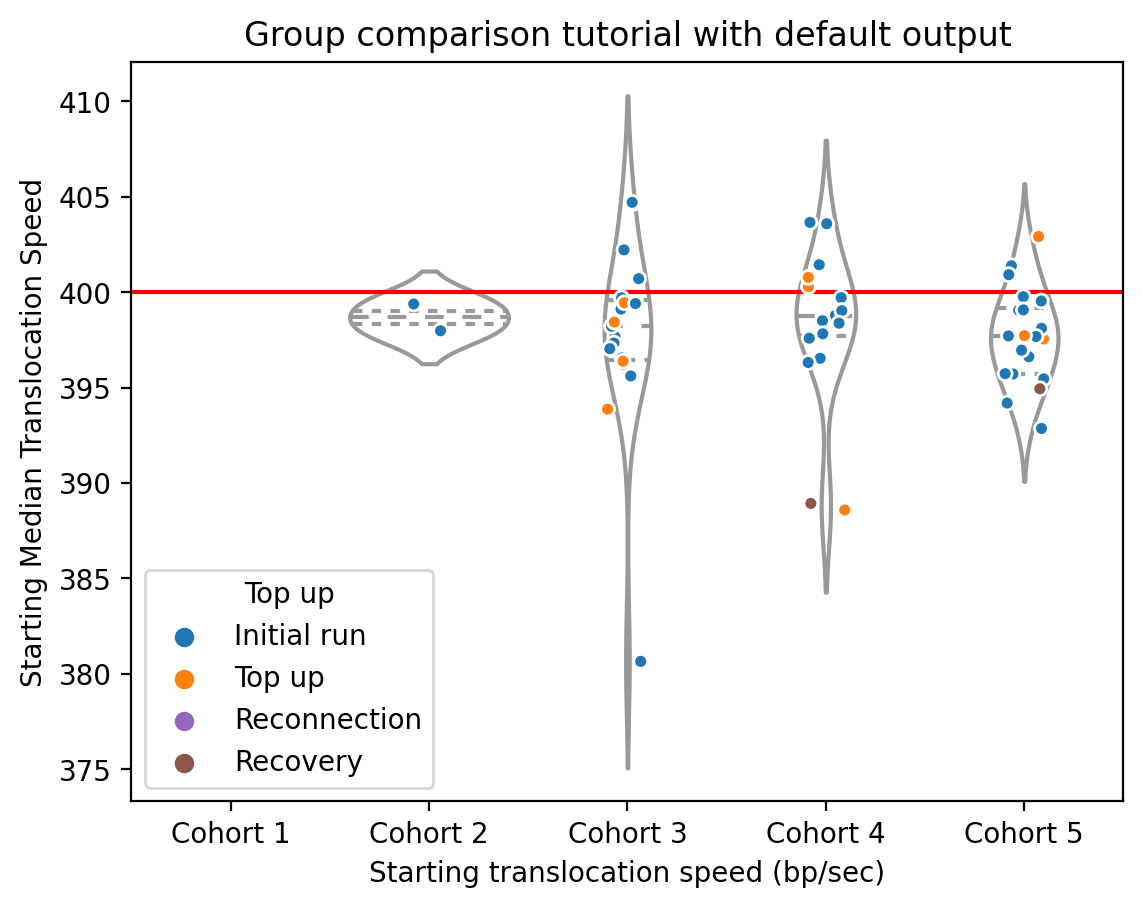 Group comparison tutorial with default output
Starting Median Translocation Speed
410
405
400
395
390
385
380
375
Top up
Initial run
Top up
Reconnection
Recovery
Cohort 1
Cohort 2
Cohort 3
Cohort 4
Cohort 5
Starting translocation speed (bp/sec)